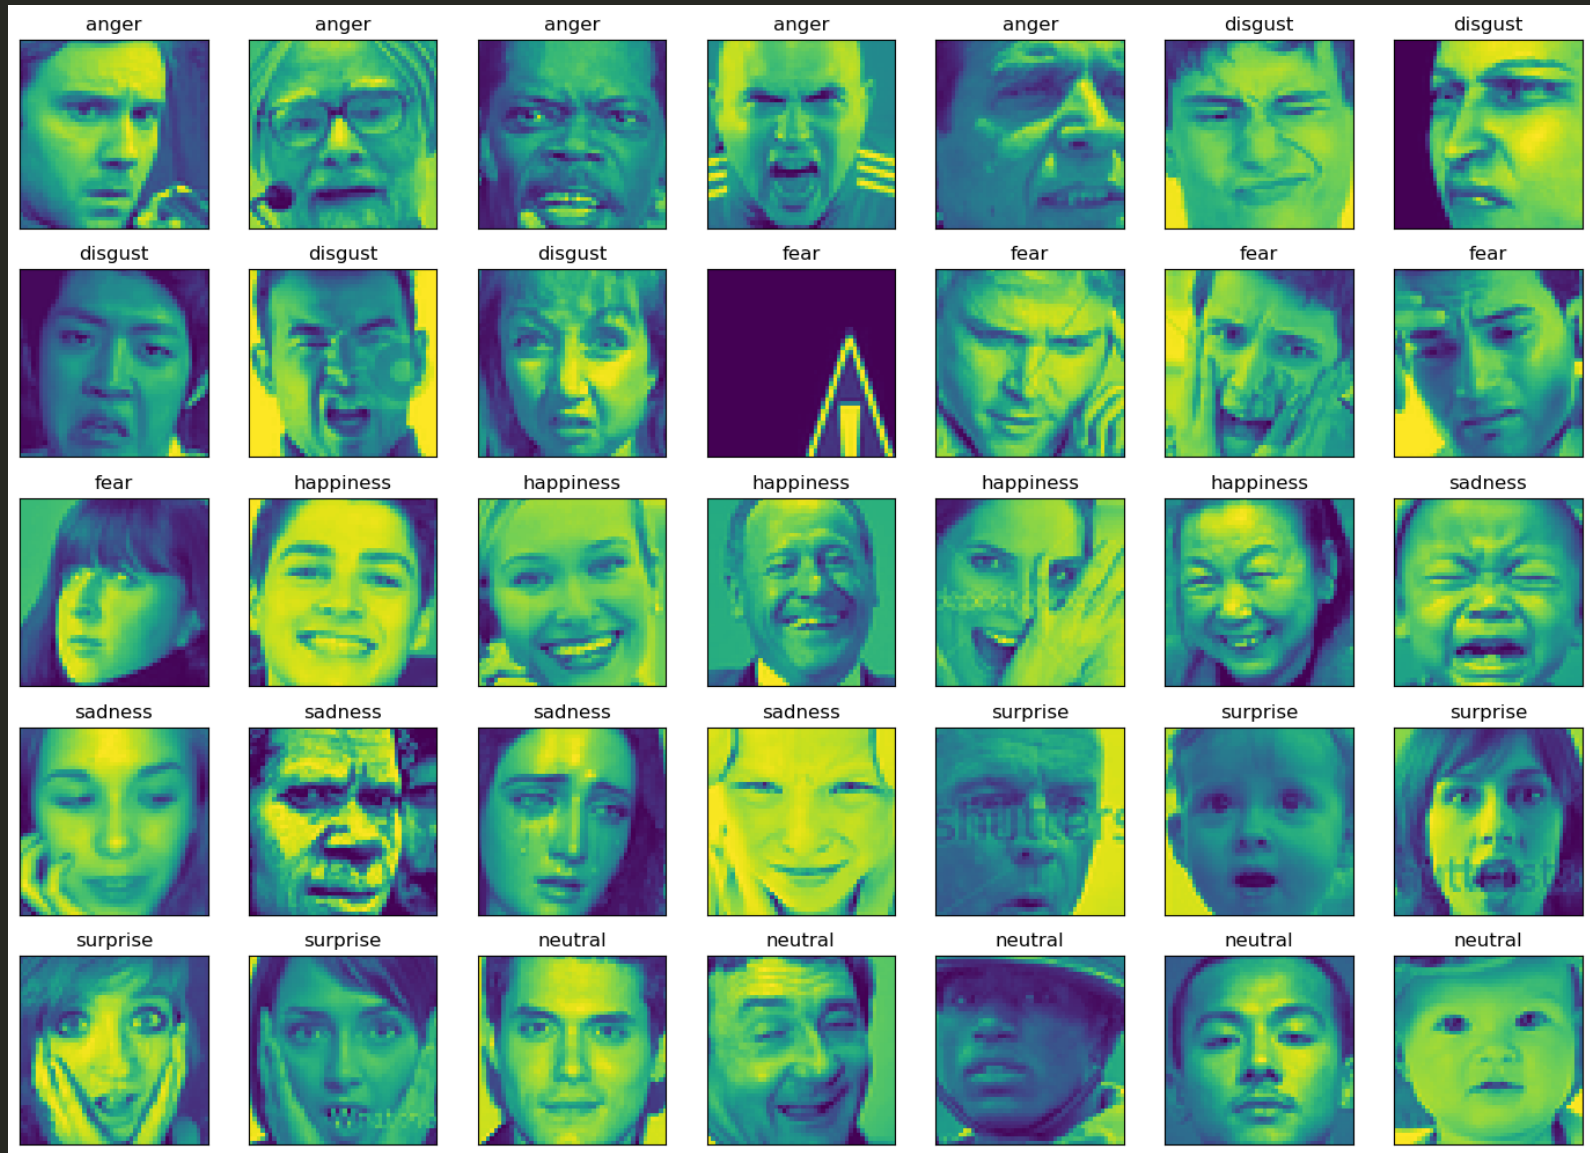 anger anger anger anger anger disgust disgust
disgust disgust disgust fear fear fear fear
fear happiness happiness happiness happiness happiness sadness
sadness sadness sadness sadness surprise surprise surprise
shutters
surprise surprise neutral neutral neutral neutral neutral